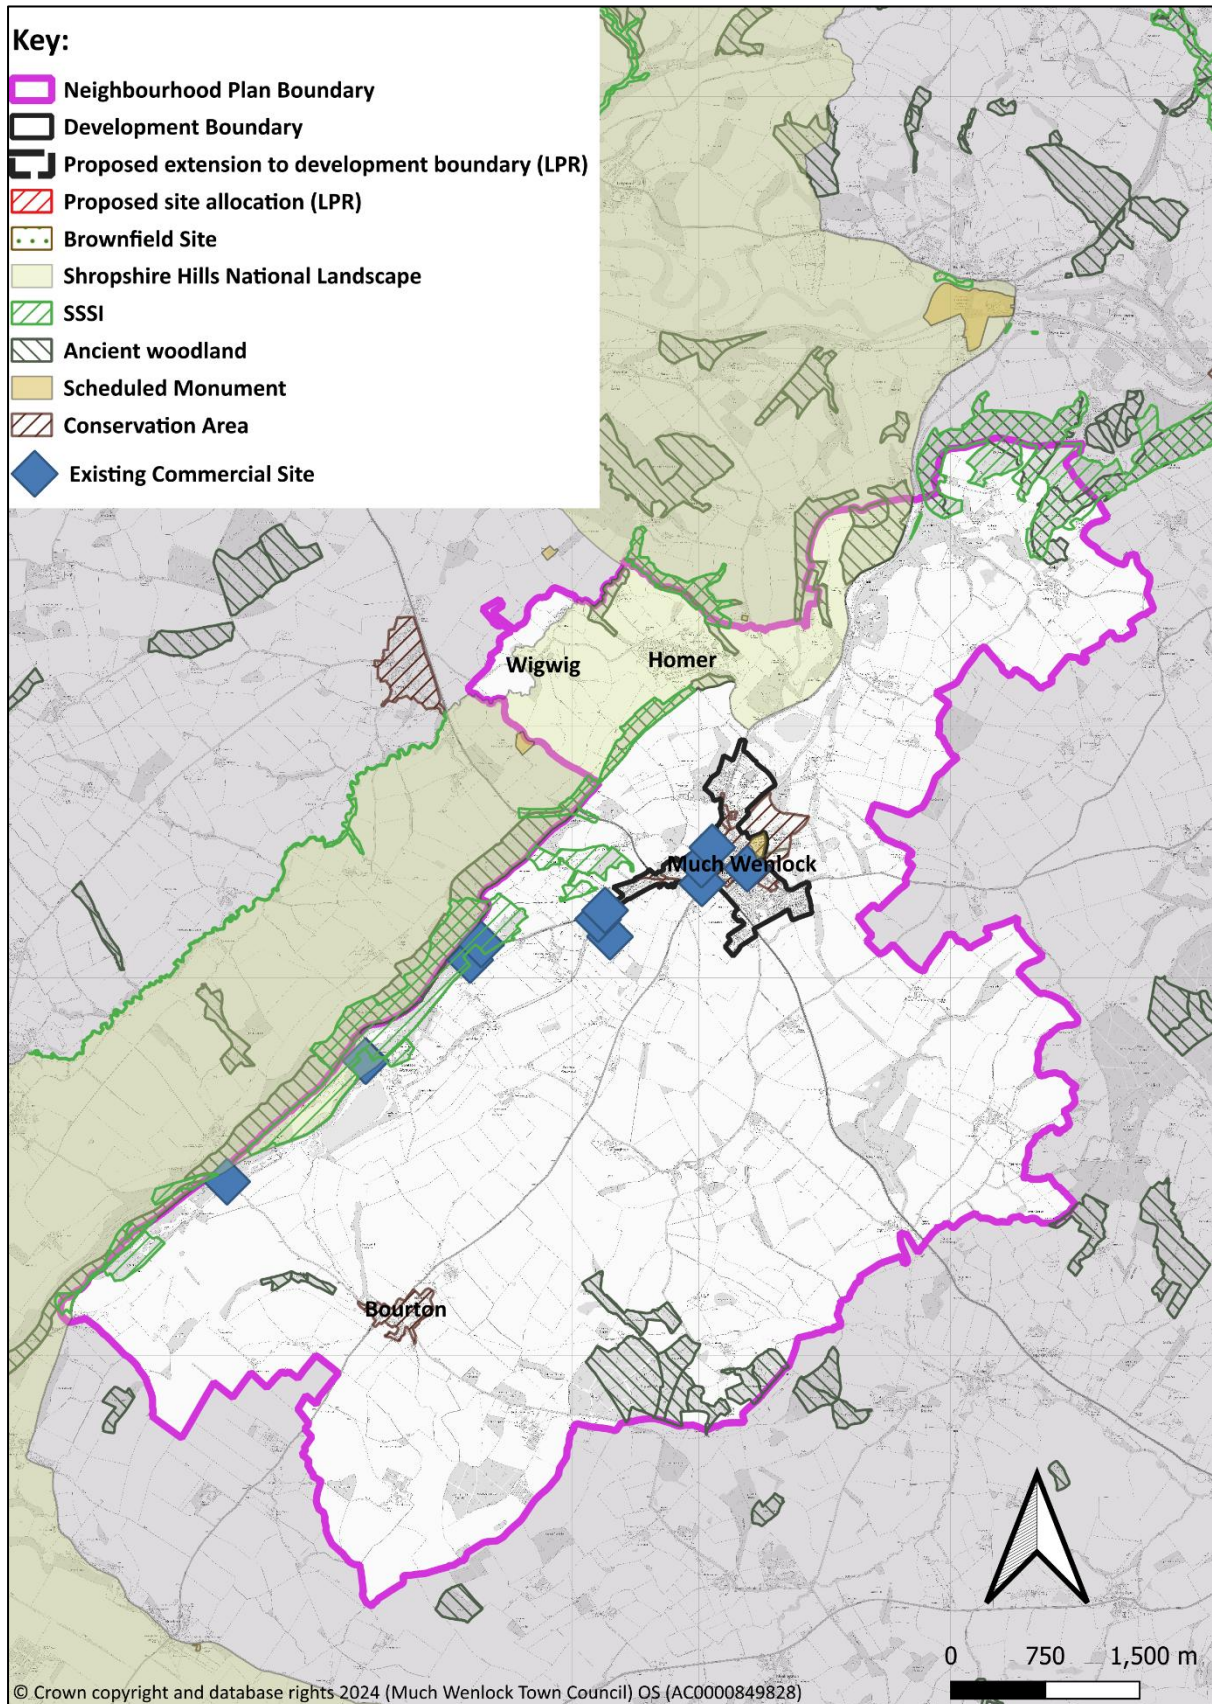 Key:
Neighbourhood Plan Boundary
Development Boundary
Proposed extension to development boundary (LPR)
Proposed site allocation (LPR)
Brownfield Site
Shropshire Hills National Landscape
SSSI
Ancient woodland
Scheduled Monument
Conservation Area
Existing Commercial Site
Wigwig
Homer
Much Wenlock
Bourton
0 750 1,500 m
© Crown copyright and database rights 2024 (Much Wenlock Town Council) OS (AC0000849828)